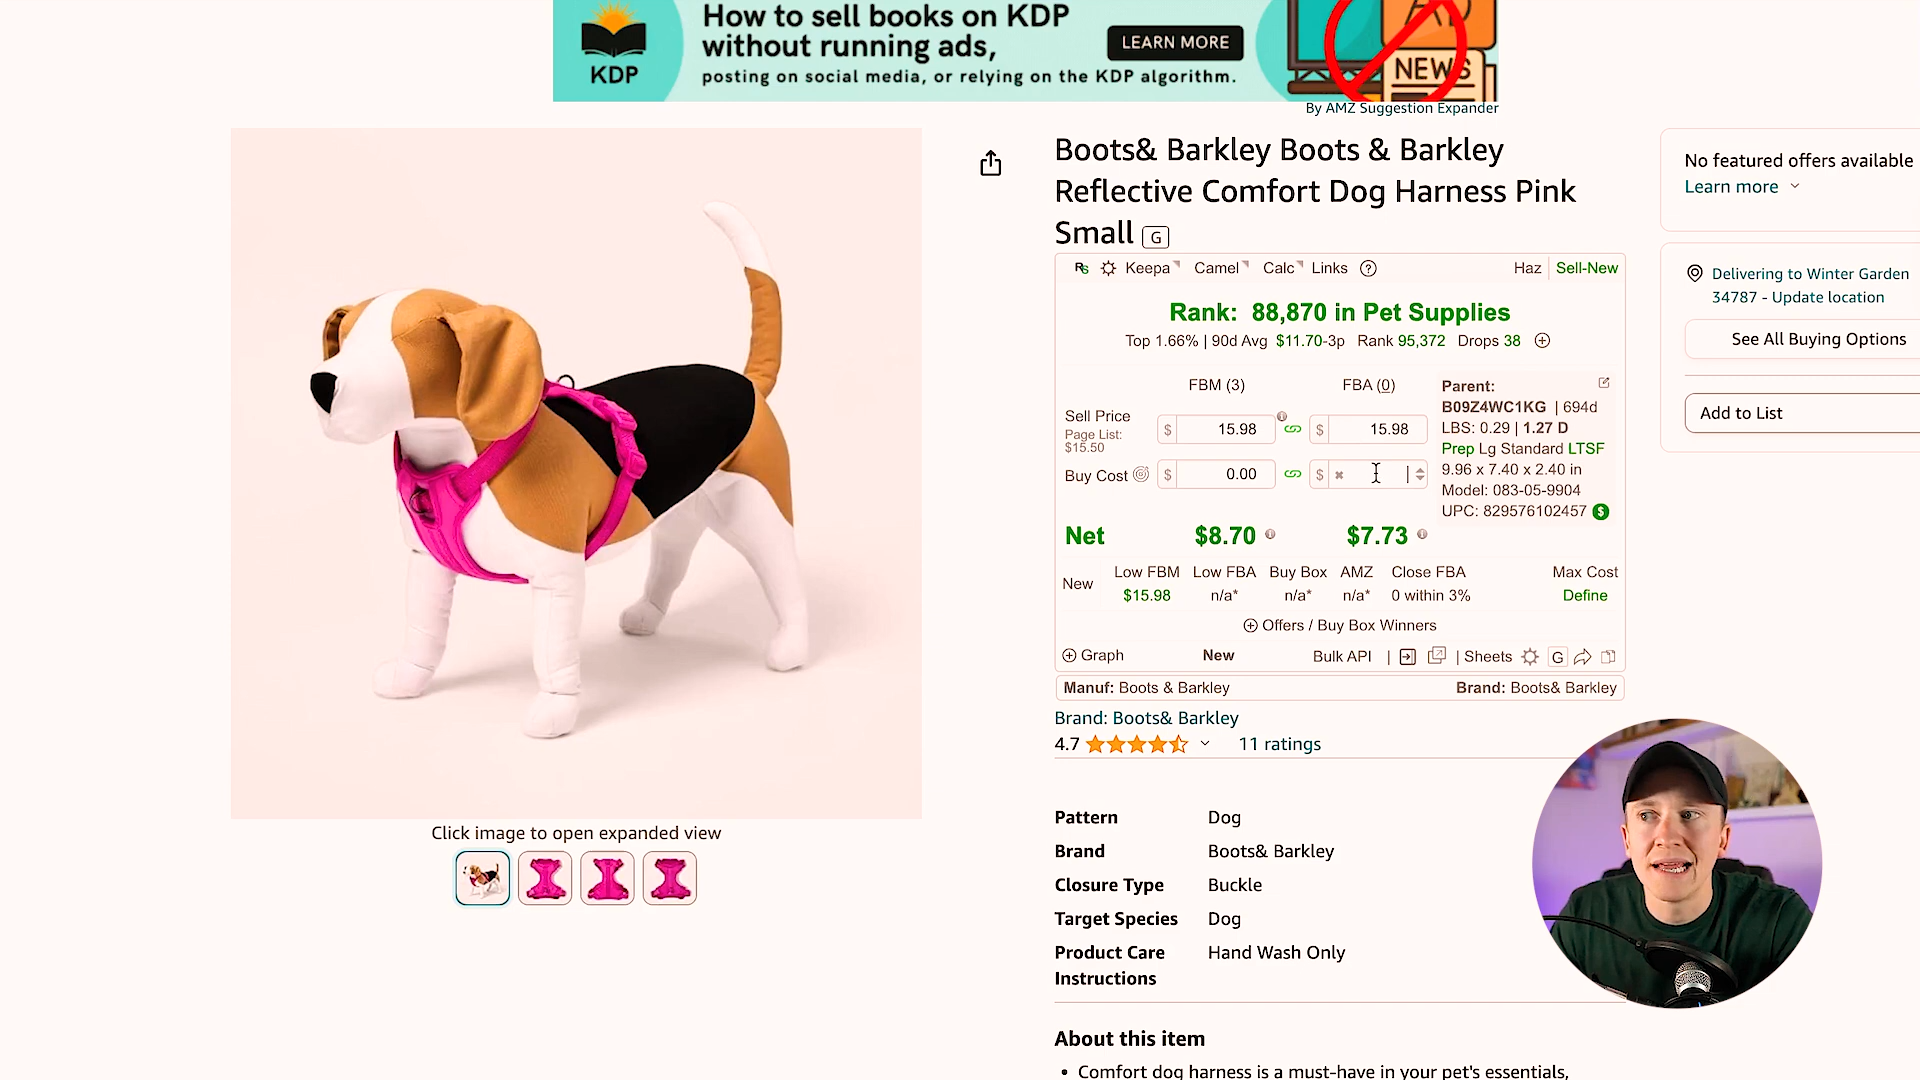 How to sell books on KDP
without running ads,
posting on social media, or relying on the KDP algorithm.
KDP
LEARN MORE
AD
NEWS
By AMZ Suggestion Expander
Boots& Barkley Boots & Barkley
Reflective Comfort Dog Harness Pink
Small G
RS Keepa Camel Calc Links ? Haz Sell-New
Rank: 88,870 in Pet Supplies
Top 1.66% | 90d Avg $11.70-3p Rank 95,372 Drops 38
FBM (3) FBA (0)
Sell Price $ 15.98 $ 15.98
Page List:
$15.50
Buy Cost $ 0.00 $
Net $8.70 $7.73
Parent:
B09Z4WC1KG | 694d
LBS: 0.29 | 1.27 D
Prep Lg Standard LTSF
9.96 x 7.40 x 2.40 in
Model: 083-05-9904
UPC: 829576102457 $
Low FBM Low FBA Buy Box AMZ Close FBA Max Cost
New $15.98 n/a* n/a* n/a* 0 within 3% Define
Offers / Buy Box Winners
Graph New Bulk API | | Sheets G
Manuf: Boots & Barkley Brand: Boots& Barkley
Brand: Boots& Barkley
4.7 11 ratings
Pattern Dog
Brand Boots& Barkley
Closure Type Buckle
Target Species Dog
Product Care Hand Wash Only
Instructions
About this item
• Comfort dog harness is a must-have in your pet's essentials,
Click image to open expanded view
No featured offers available
Learn more
Delivering to Winter Garden
34787 - Update location
See All Buying Options
Add to List